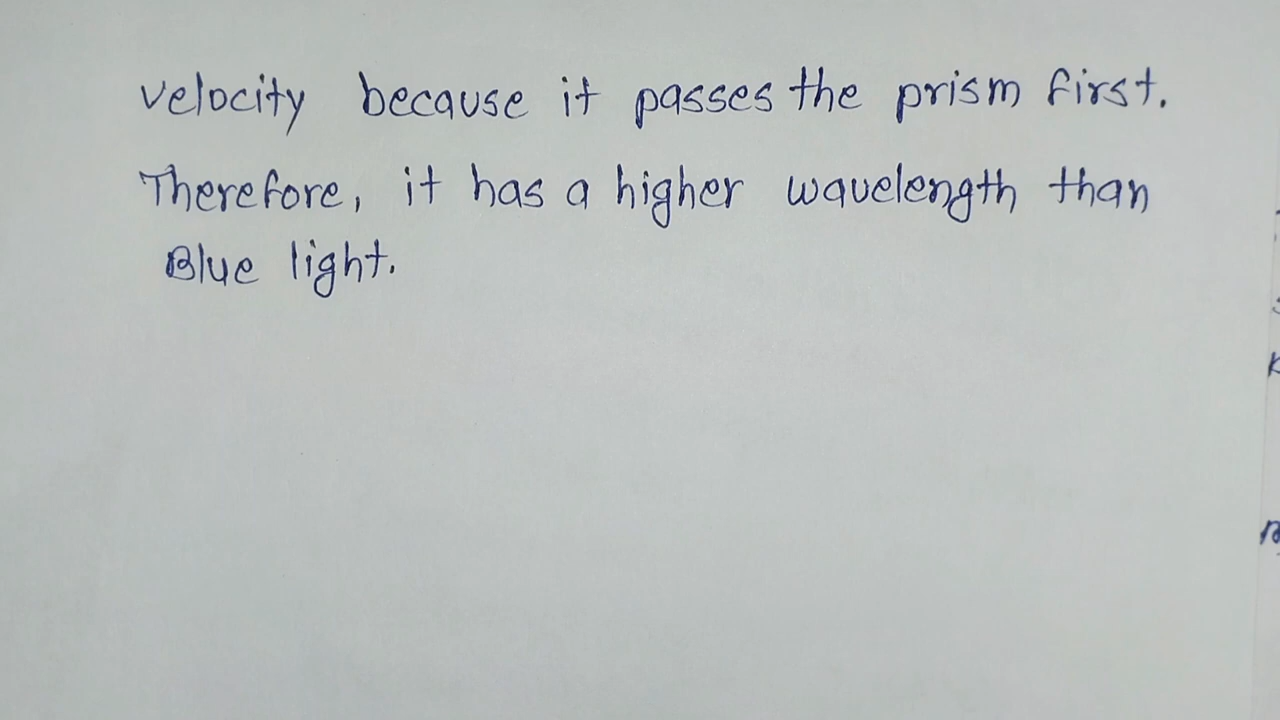 velocity because it passes the prism first.
Therefore, it has a higher wavelength than
Blue light.